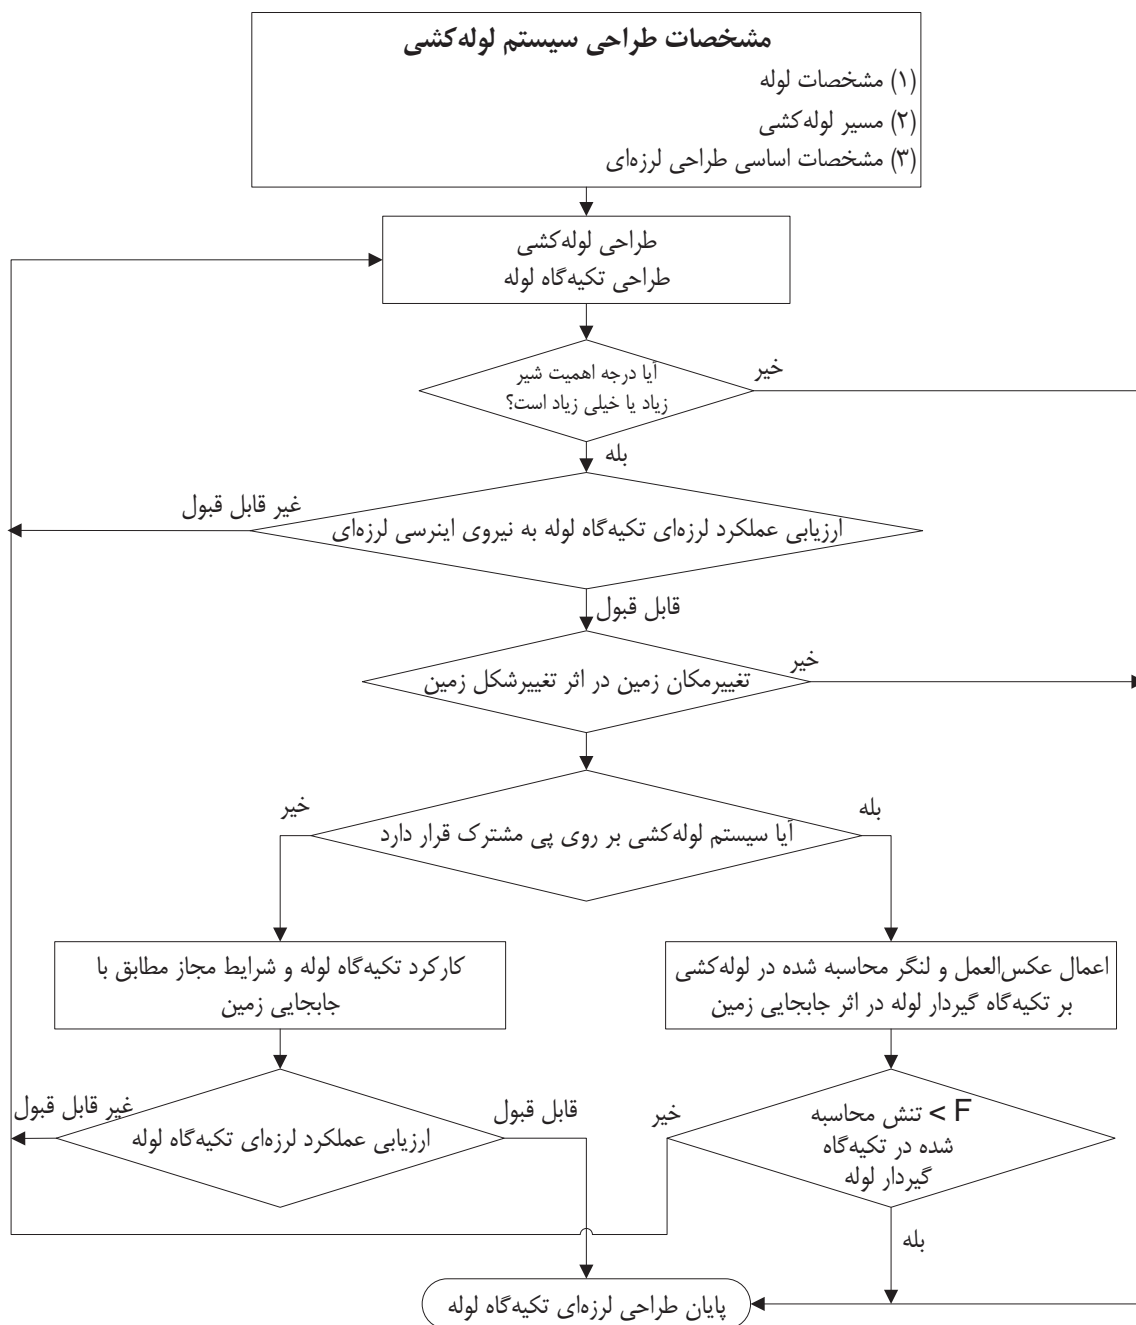 مشخصات طراحی سیستم لوله‌کشی
(۱) مشخصات لوله
(۲) مسیر لوله‌کشی
(۳) مشخصات اساسی طراحی لرزه‌ای
طراحی لوله‌کشی
طراحی تکیه‌گاه لوله
آیا درجه اهمیت شیر
زیاد یا خیلی زیاد است؟
خیر
بله
ارزیابی عملکرد لرزه‌ای تکیه‌گاه لوله به نیروی اینرسی لرزه‌ای
غیر قابل قبول
قابل قبول
تغییرمکان زمین در اثر تغییرشکل زمین
خیر
آیا سیستم لوله‌کشی بر روی پی مشترک قرار دارد
بله
خیر
اعمال عکس‌العمل و لنگر محاسبه شده در لوله‌کشی
بر تکیه‌گاه گیردار لوله در اثر جابجایی زمین
کارکرد تکیه‌گاه لوله و شرایط مجاز مطابق با
جابجایی زمین
F > تنش محاسبه
شده در تکیه‌گاه
گیردار لوله
خیر
بله
ارزیابی عملکرد لرزه‌ای تکیه‌گاه لوله
قابل قبول
غیر قابل قبول
پایان طراحی لرزه‌ای تکیه‌گاه لوله